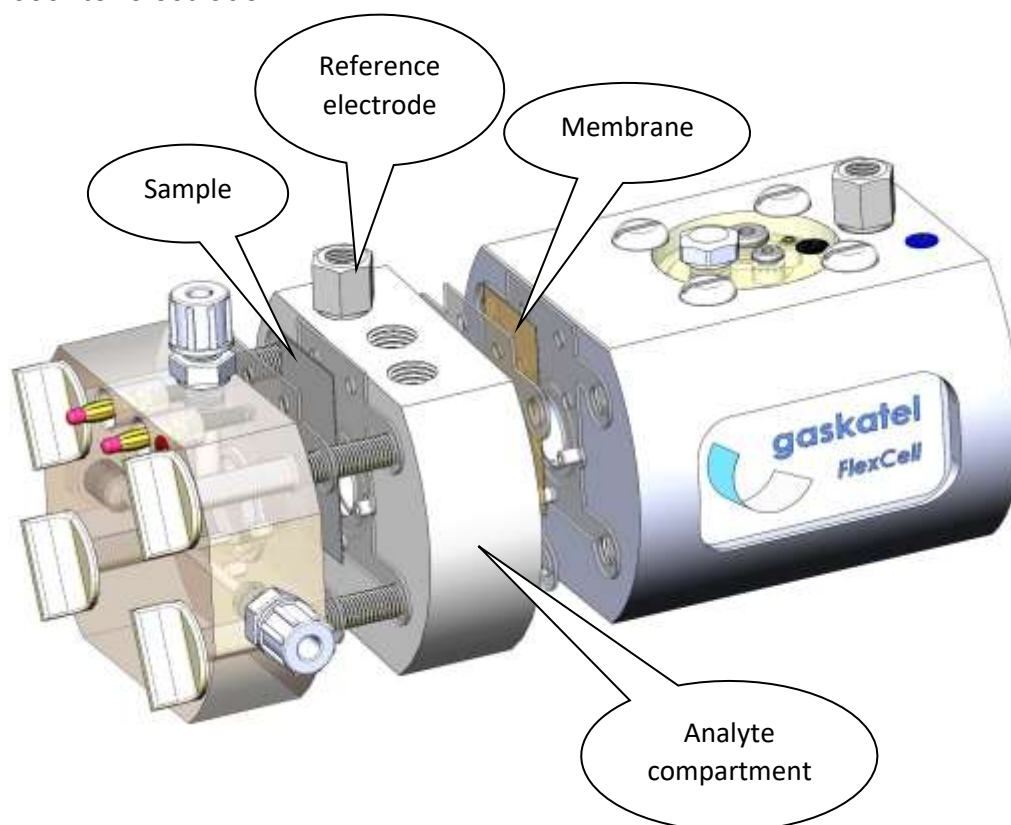 Reference
electrode
Membrane
Sample
gaskatel
FlexCell
Analyte
compartment